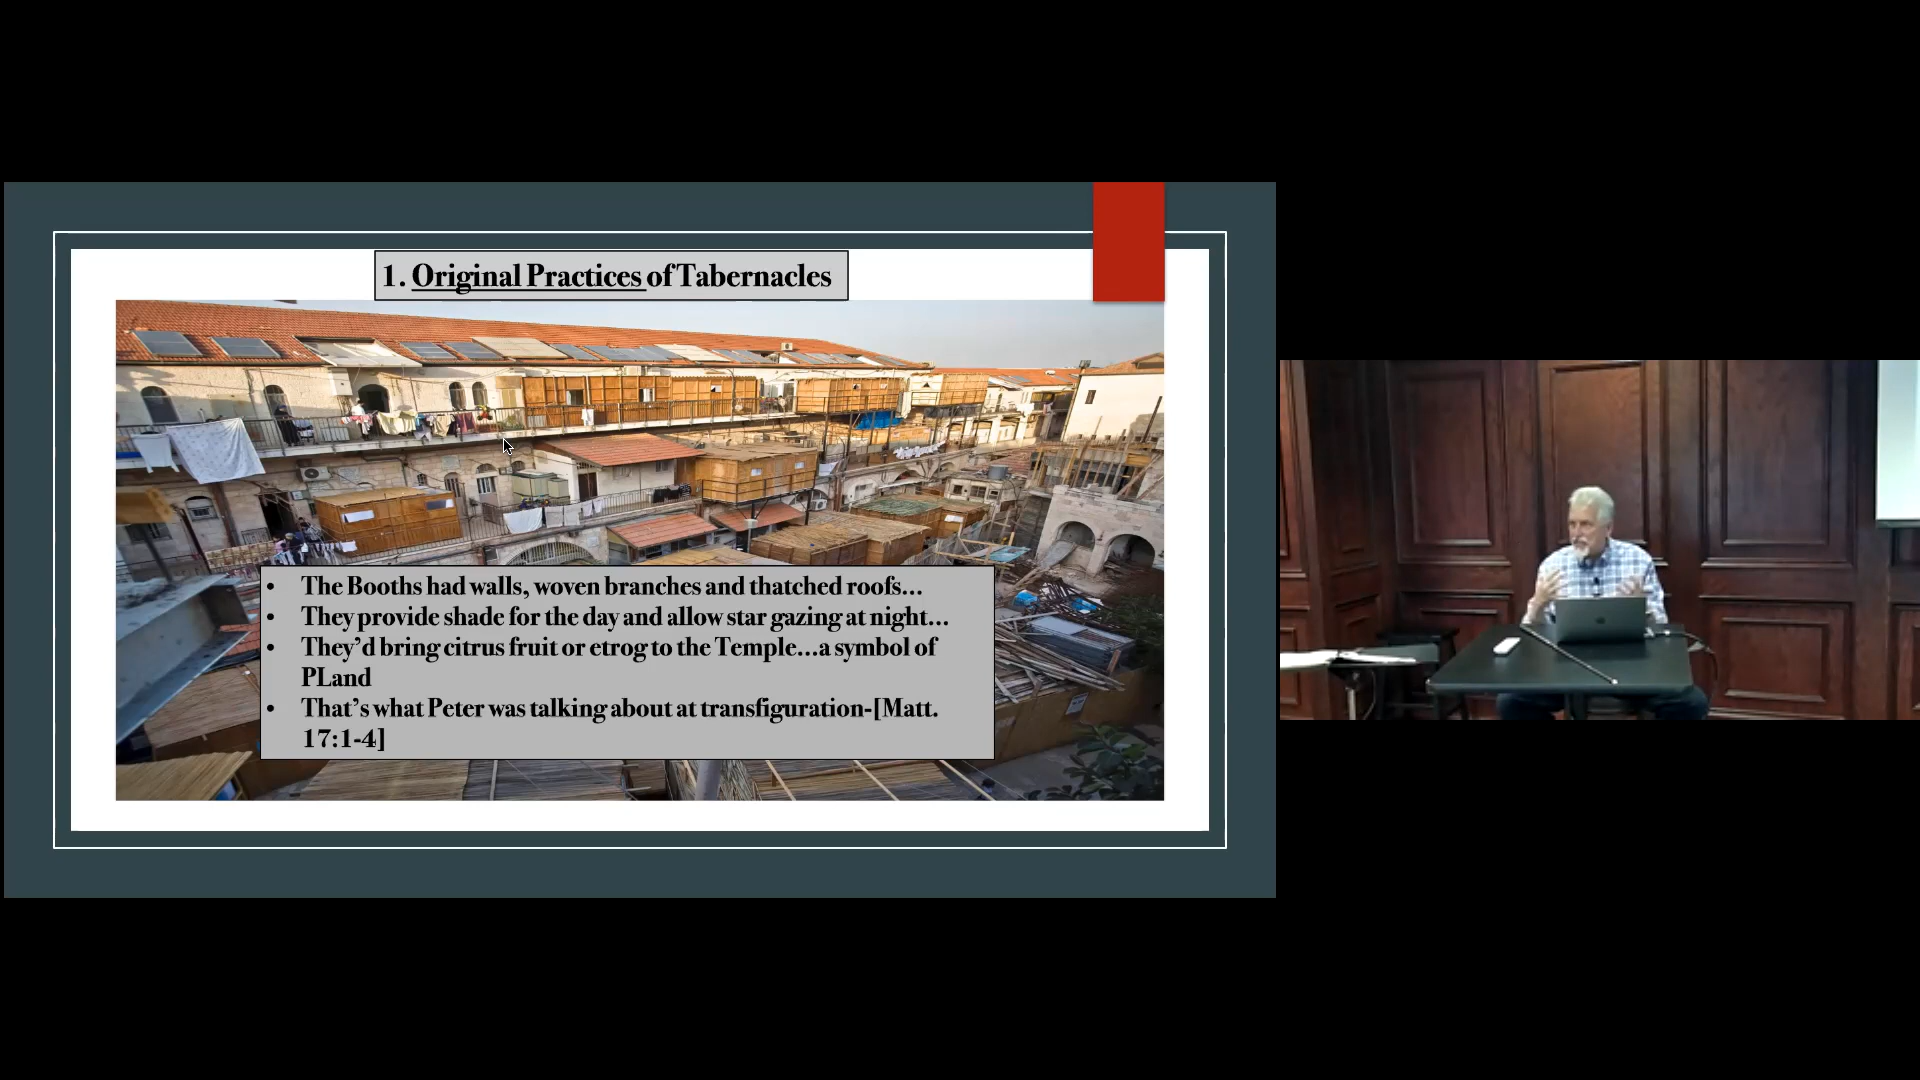 1. Original Practices of Tabernacles
• The Booths had walls, woven branches and thatched roofs...
• They provide shade for the day and allow star gazing at night...
• They'd bring citrus fruit or etrog to the Temple...a symbol of
PLand
• That's what Peter was talking about at transfiguration-[Matt.
17:1-4]